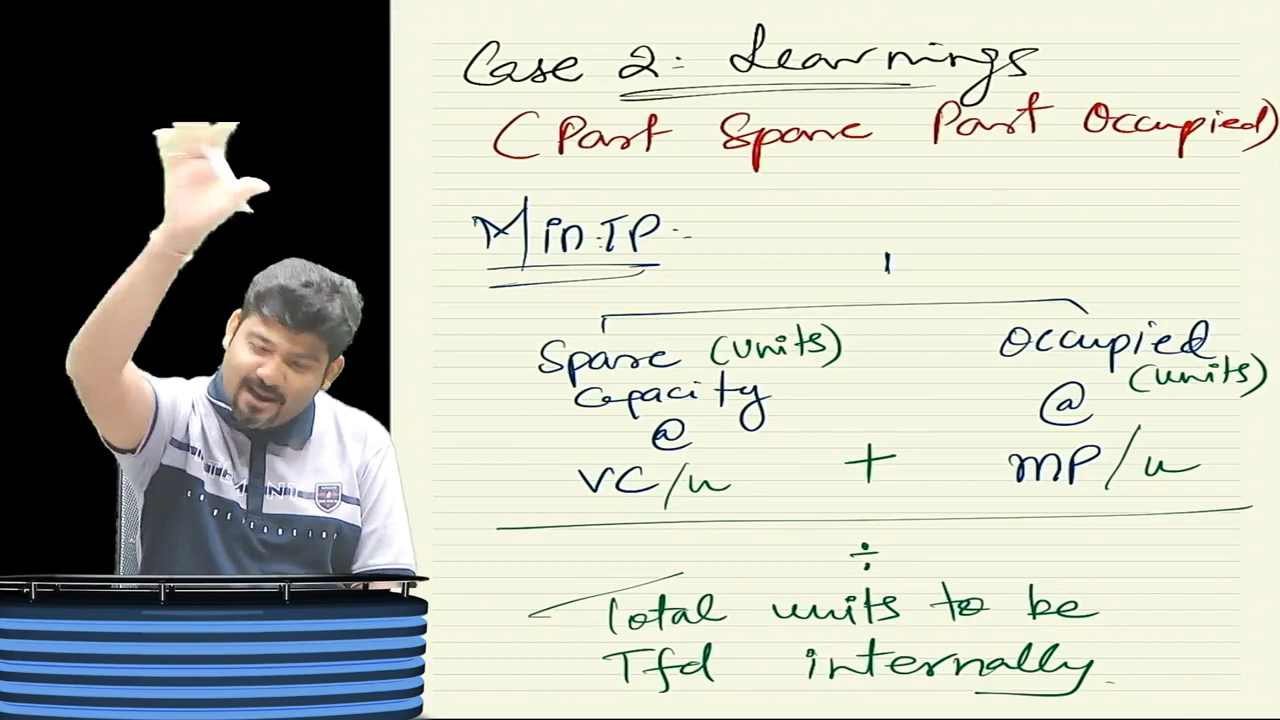 Case 2: Learnings
(Part Spare Part Occupied)
Min.TP:-
Spare (units)
Capacity
@
VC/u
+
Occupied
(units)
@
MP/u
÷
Total units to be
Tfd internally.